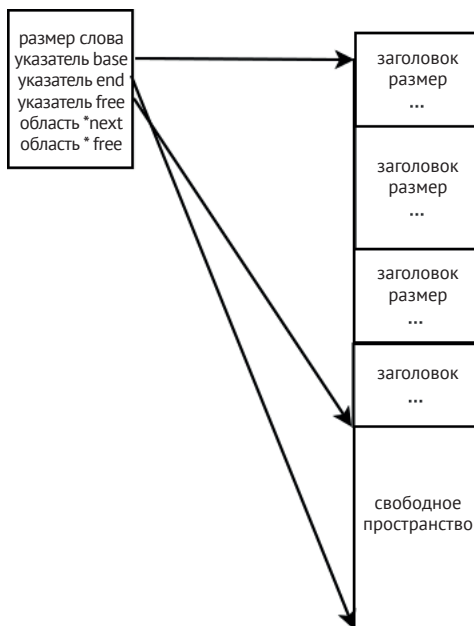 размер слова
указатель base
указатель end
указатель free
область *next
область * free
заголовок
размер
...
заголовок
размер
...
заголовок
размер
...
заголовок
...
свободное
пространство